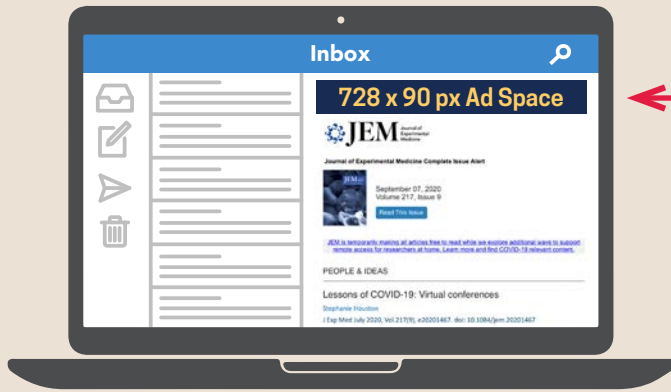 Inbox
728 x 90 px Ad Space
JEM Journal of
Experimental
Medicine
Journal of Experimental Medicine Complete Issue Alert
JEM
September 07, 2020
Volume 217, Issue 9
Read This Issue
JEM is temporarily making all articles free to read while we explore additional ways to support
remote access for researchers at home. Learn more and find COVID-19 relevant content.
PEOPLE & IDEAS
Lessons of COVID-19: Virtual conferences
Stephanie Houston
J Exp Med July 2020, Vol.217(9), e20201467. doi: 10.1084/jem.20201467